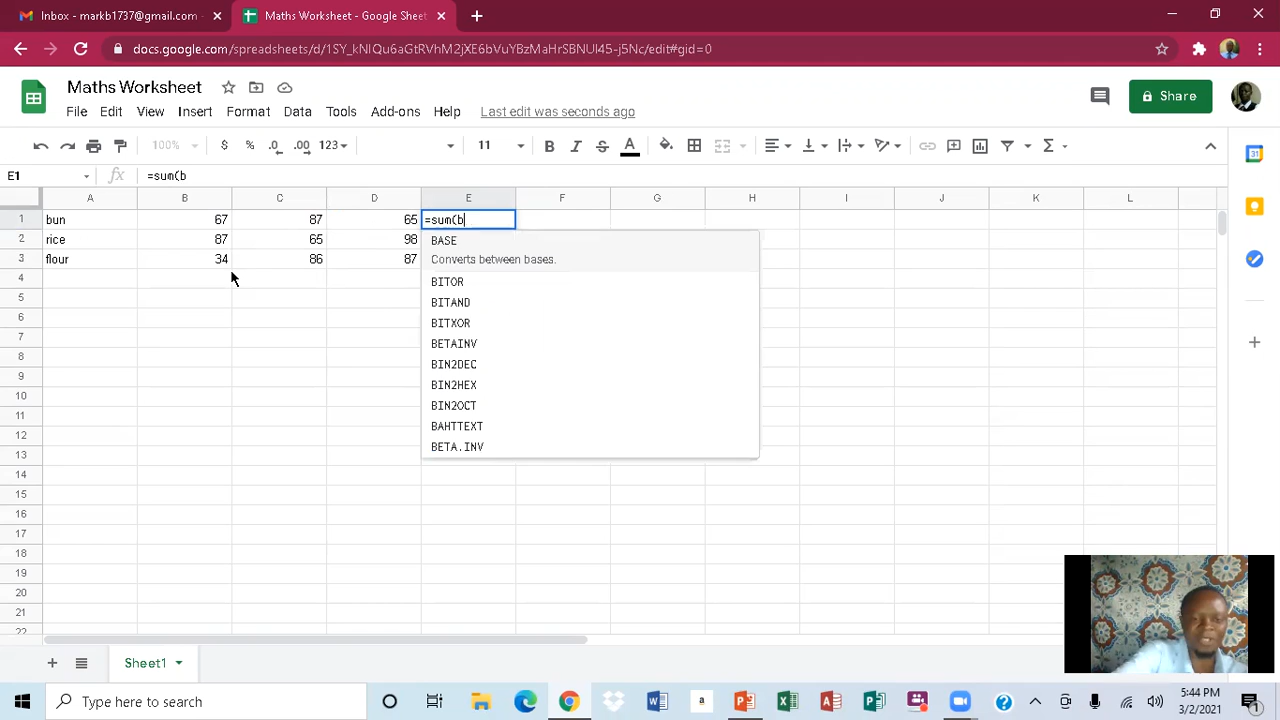 Inbox - markb1737@gmail.com -
Maths Worksheet - Google Sheet
docs.google.com/spreadsheets/d/1SY_kNlQu6aGtRVhM2jXE6bVuYBzMaHrSBNUl45-j5Nc/edit#gid=0
Maths Worksheet
File Edit View Insert Format Data Tools Add-ons Help Last edit was seconds ago
Share
100% $ % .0 .00 123 11 B I S A Σ
E1 fx =sum(b
A B C D E F G H I J K L
1 bun 67 87 65 =sum(b
2 rice 87 65 98
3 flour 34 86 87
4
5
6
7
8
9
10
11
12
13
14
15
16
17
18
19
20
21
22
BASE
Converts between bases.
BITOR
BITAND
BITXOR
BETAINV
BIN2DEC
BIN2HEX
BIN2OCT
BAHTTEXT
BETA.INV
31
Sheet1
Type here to search
5:44 PM
3/2/2021